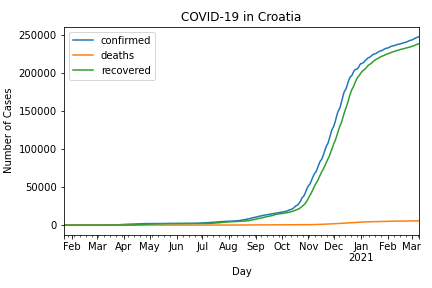 COVID-19 in Croatia
250000
200000
150000
100000
50000
0
Number of Cases
confirmed
deaths
recovered
Feb Mar Apr May Jun Jul Aug Sep Oct Nov Dec Jan Feb Mar
2021
Day